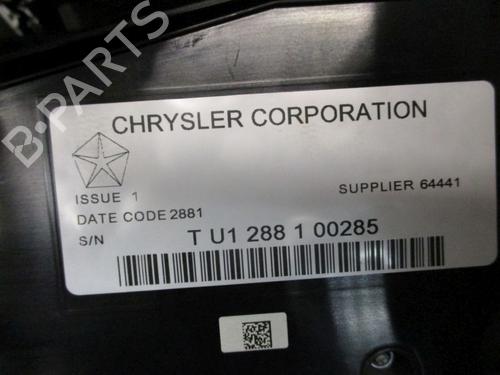 B-PARTS
CHRYSLER CORPORATION
ISSUE 1
SUPPLIER 64441
DATE CODE 2881
S/N T U1 288 1 00285